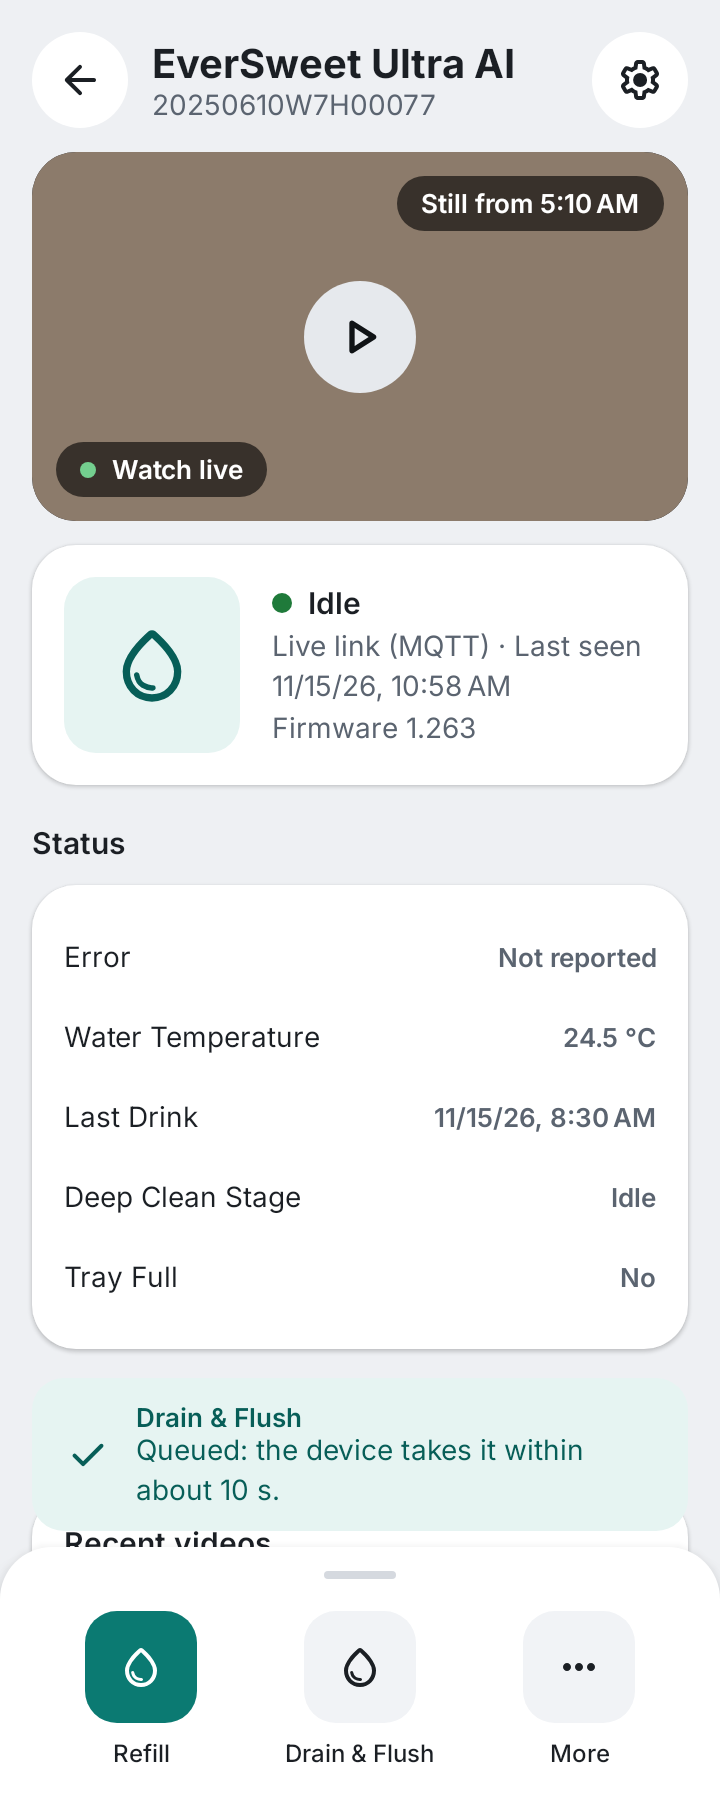 EverSweet Ultra AI
20250610W7H00077
Still from 5:10 AM
Watch live
Idle
Live link (MQTT) · Last seen
11/15/26, 10:58 AM
Firmware 1.263
Status
Error Not reported
Water Temperature 24.5 °C
Last Drink 11/15/26, 8:30 AM
Deep Clean Stage Idle
Tray Full No
Drain & Flush
Queued: the device takes it within
about 10 s.
Recent videos
Refill Drain & Flush More